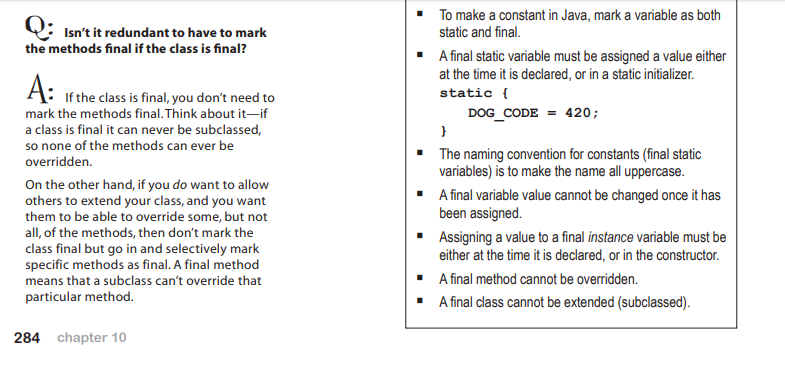 Q: Isn't it redundant to have to mark
the methods final if the class is final?
A: If the class is final, you don't need to
mark the methods final. Think about it—if
a class is final it can never be subclassed,
so none of the methods can ever be
overridden.
On the other hand, if you do want to allow
others to extend your class, and you want
them to be able to override some, but not
all, of the methods, then don't mark the
class final but go in and selectively mark
specific methods as final. A final method
means that a subclass can't override that
particular method.
▪ To make a constant in Java, mark a variable as both
static and final.
▪ A final static variable must be assigned a value either
at the time it is declared, or in a static initializer.
static {
DOG_CODE = 420;
}
▪ The naming convention for constants (final static
variables) is to make the name all uppercase.
▪ A final variable value cannot be changed once it has
been assigned.
▪ Assigning a value to a final instance variable must be
either at the time it is declared, or in the constructor.
▪ A final method cannot be overridden.
▪ A final class cannot be extended (subclassed).
284 chapter 10